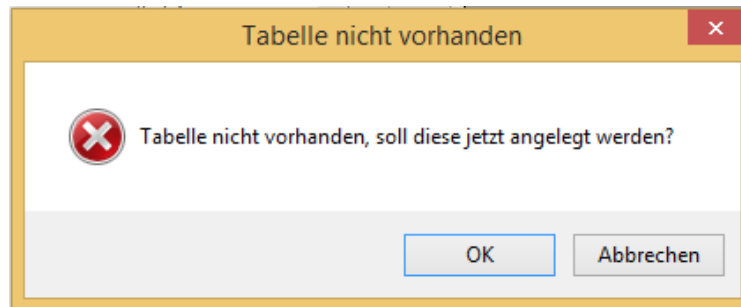 Tabelle nicht vorhanden
Tabelle nicht vorhanden, soll diese jetzt angelegt werden?
OK
Abbrechen